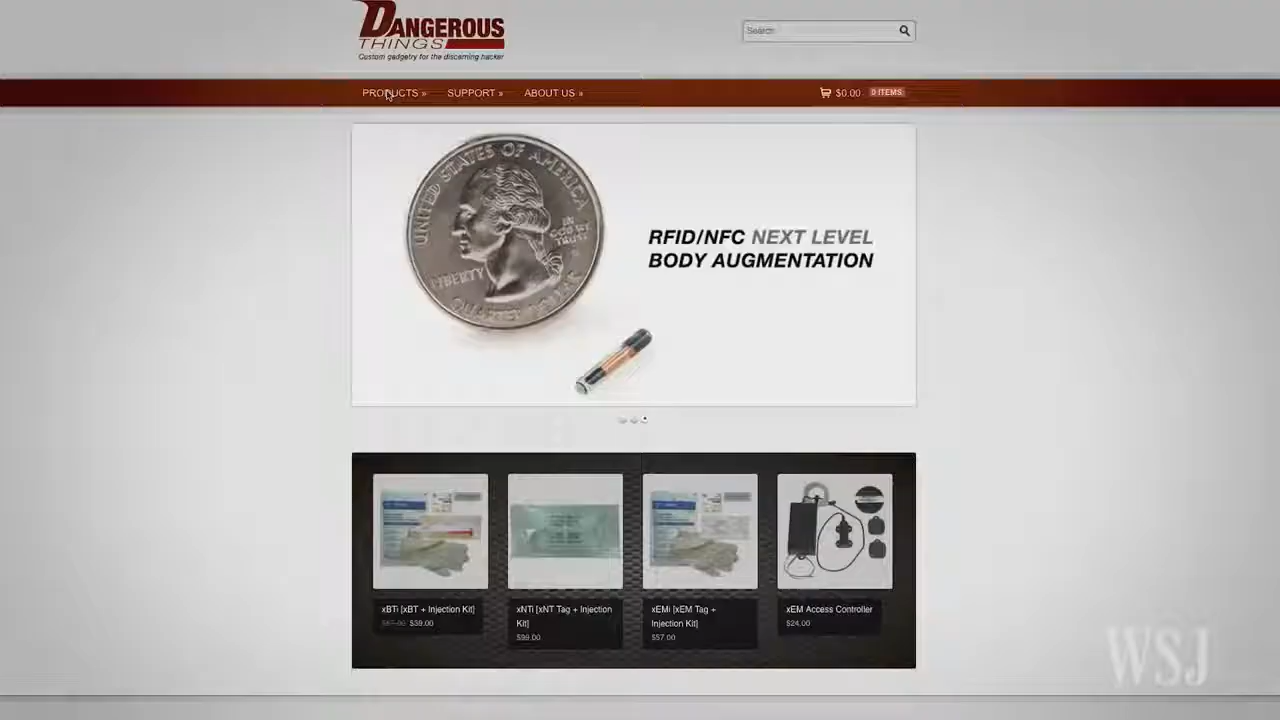 DANGEROUS
THINGS
Custom gadgetry for the discerning hacker
Search
PRODUCTS »
SUPPORT »
ABOUT US »
$0.00
0 ITEMS
UNITED STATES OF AMERICA
LIBERTY
IN
GOD WE
TRUST
QUARTER DOLLAR
RFID/NFC NEXT LEVEL
BODY AUGMENTATION
xBTi [xBT + Injection Kit]
$39.00
xNTi [xNT Tag + Injection
Kit]
$99.00
xEMi [xEM Tag +
Injection Kit]
$57.00
xEM Access Controller
$24.00
WSJ